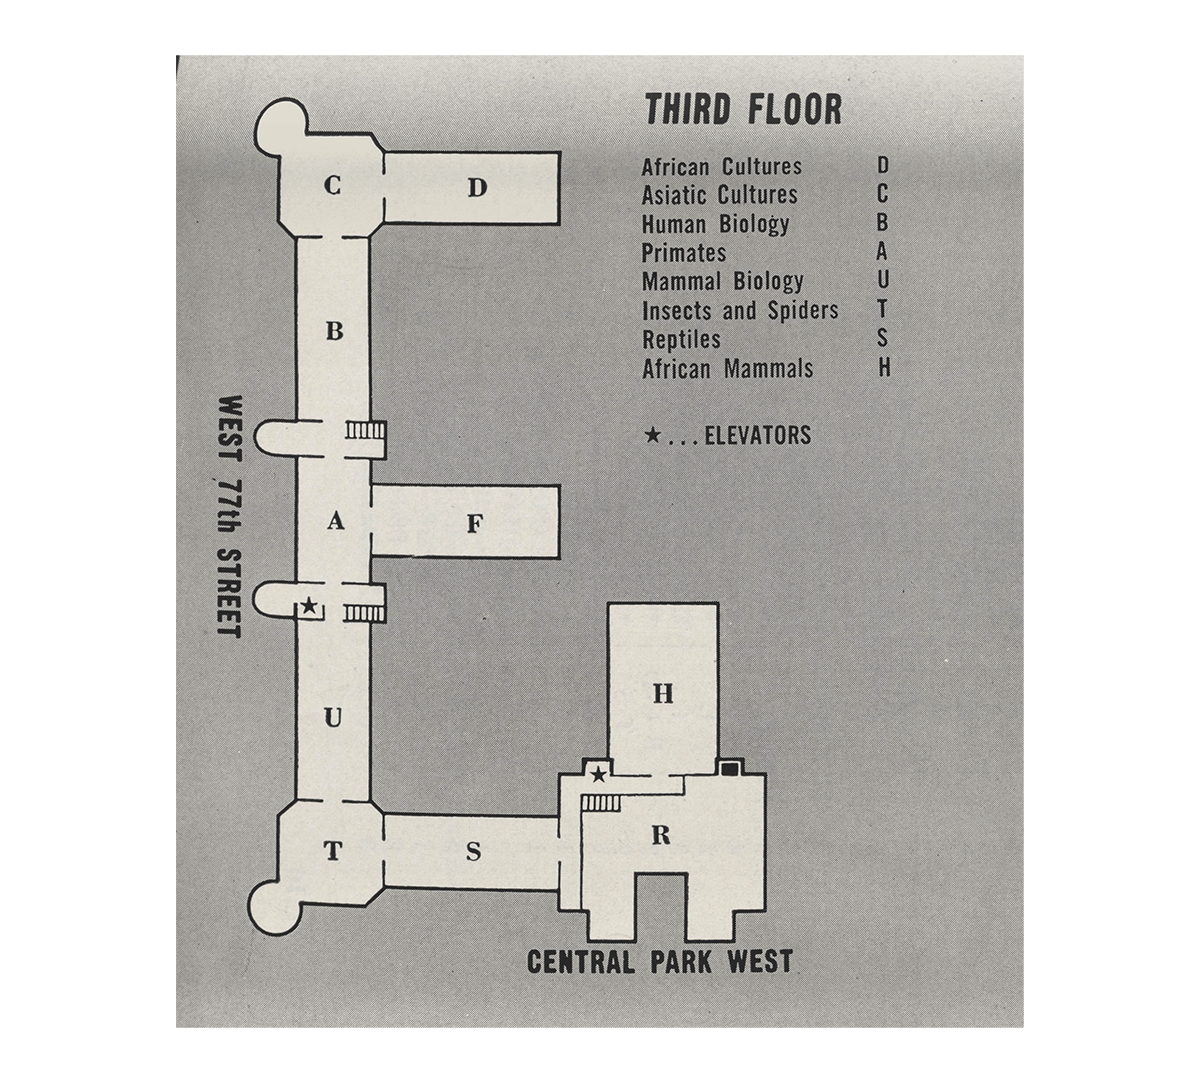 THIRD FLOOR
African Cultures D
Asiatic Cultures C
Human Biology B
Primates A
Mammal Biology U
Insects and Spiders T
Reptiles S
African Mammals H
★...ELEVATORS
C
D
B
A
F
★
U
H
★
T
S
R
WEST 77th STREET
CENTRAL PARK WEST